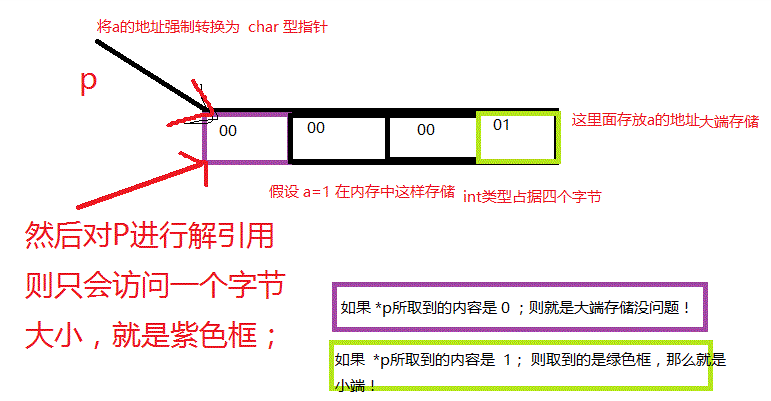 将a的地址强制转换为 char 型指针
p
00
00
00
01
这里面存放a的地址大端存储
假设 a=1 在内存中这样存储 int类型占据四个字节
然后对P进行解引用
则只会访问一个字节
大小，就是紫色框；
如果 *p所取到的内容是 0 ；则就是大端存储没问题！
如果 *p所取到的内容是 1； 则取到的是绿色框，那么就是
小端！